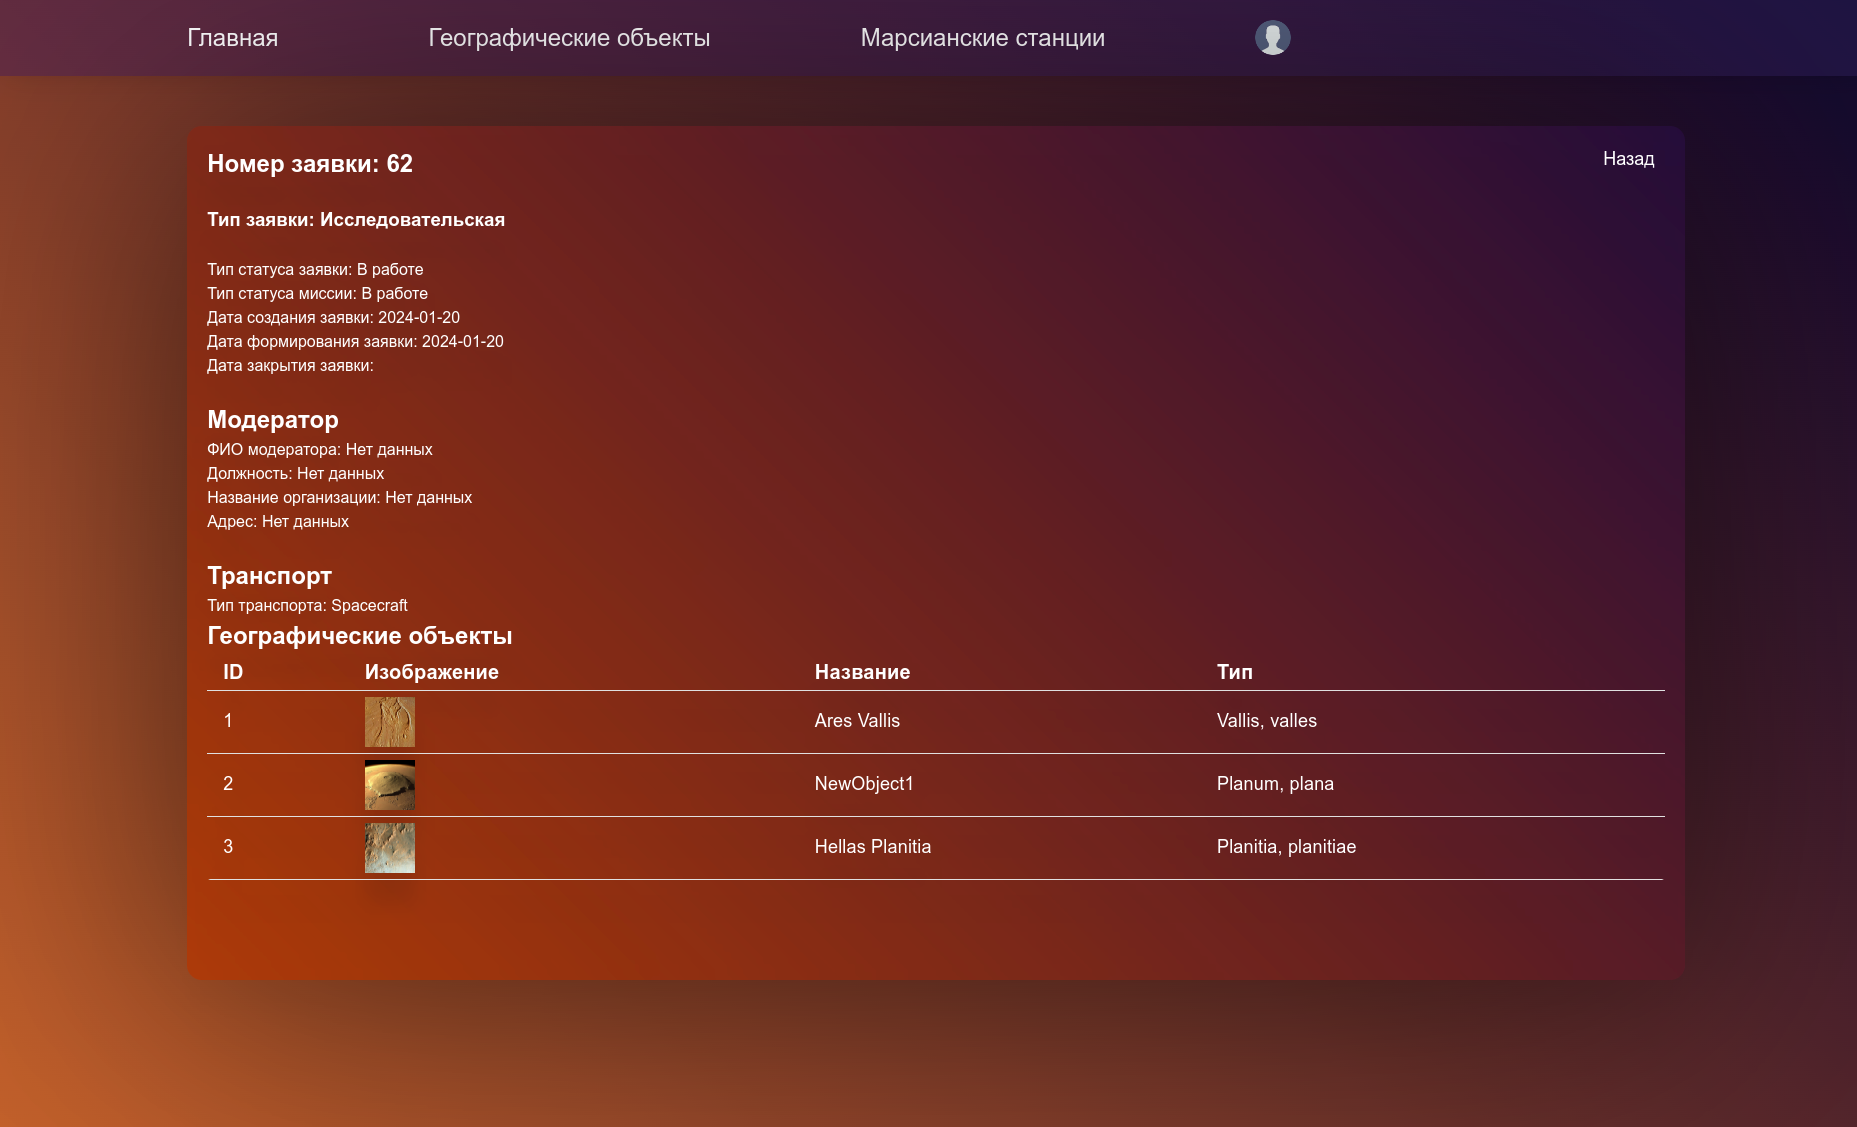 Главная Географические объекты Марсианские станции
Номер заявки: 62
Назад
Тип заявки: Исследовательская
Тип статуса заявки: В работе
Тип статуса миссии: В работе
Дата создания заявки: 2024-01-20
Дата формирования заявки: 2024-01-20
Дата закрытия заявки:
Модератор
ФИО модератора: Нет данных
Должность: Нет данных
Название организации: Нет данных
Адрес: Нет данных
Транспорт
Тип транспорта: Spacecraft
Географические объекты
ID Изображение Название Тип
1 Ares Vallis Vallis, valles
2 NewObject1 Planum, plana
3 Hellas Planitia Planitia, planitiae